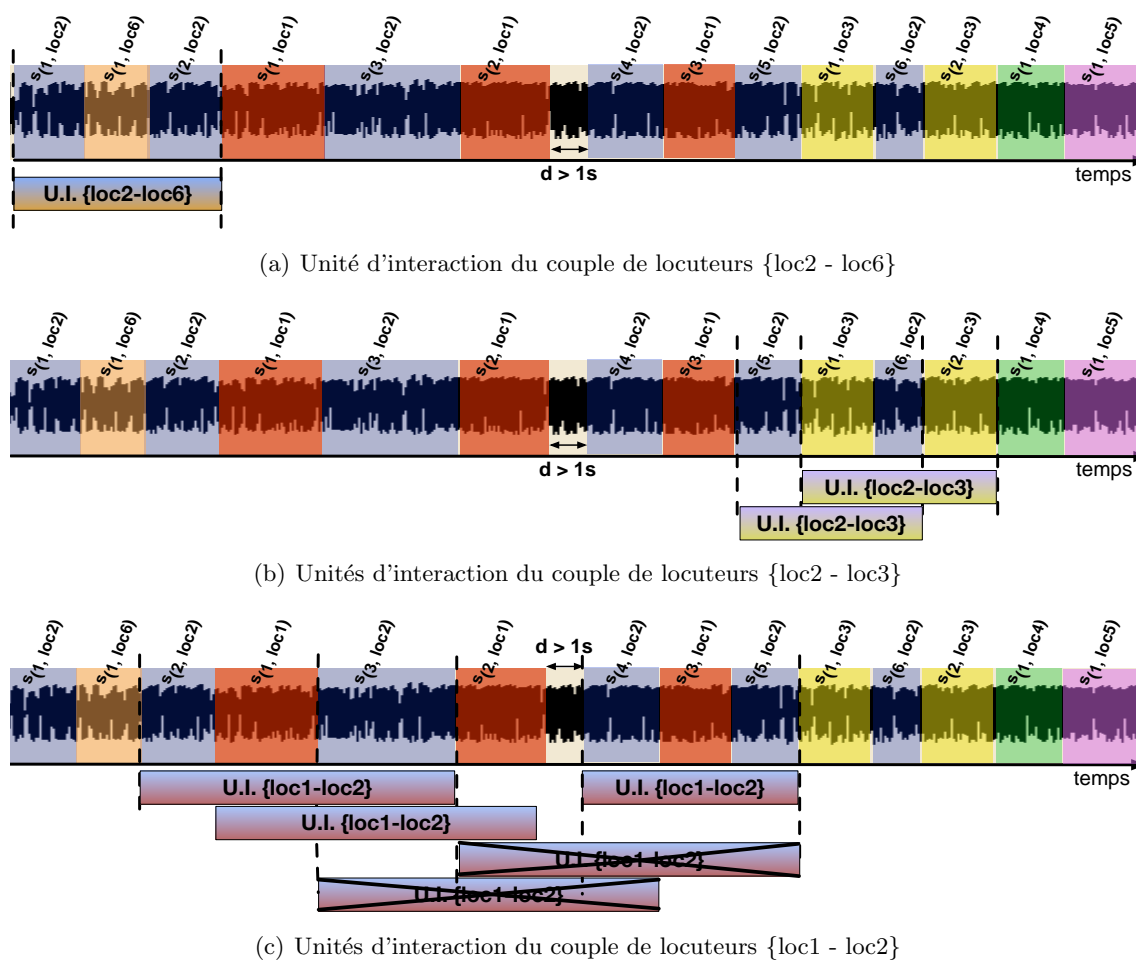 s(1, loc2) s(1, loc6) s(2, loc2) s(1, loc1) s(3, loc2) s(2, loc1) s(4, loc2) s(3, loc1) s(5, loc2) s(1, loc3) s(6, loc2) s(2, loc3) s(1, loc4) s(1, loc5)
d > 1s
temps
U.I. {loc2-loc6}
(a) Unité d'interaction du couple de locuteurs {loc2 - loc6}
s(1, loc2) s(1, loc6) s(2, loc2) s(1, loc1) s(3, loc2) s(2, loc1) s(4, loc2) s(3, loc1) s(5, loc2) s(1, loc3) s(6, loc2) s(2, loc3) s(1, loc4) s(1, loc5)
d > 1s
temps
U.I. {loc2-loc3}
U.I. {loc2-loc3}
(b) Unités d'interaction du couple de locuteurs {loc2 - loc3}
s(1, loc2) s(1, loc6) s(2, loc2) s(1, loc1) s(3, loc2) s(2, loc1) s(4, loc2) s(3, loc1) s(5, loc2) s(1, loc3) s(6, loc2) s(2, loc3) s(1, loc4) s(1, loc5)
d > 1s
temps
U.I. {loc1-loc2} U.I. {loc1-loc2}
U.I. {loc1-loc2}
U.I. {loc1-loc2}
U.I. {loc1-loc2}
(c) Unités d'interaction du couple de locuteurs {loc1 - loc2}